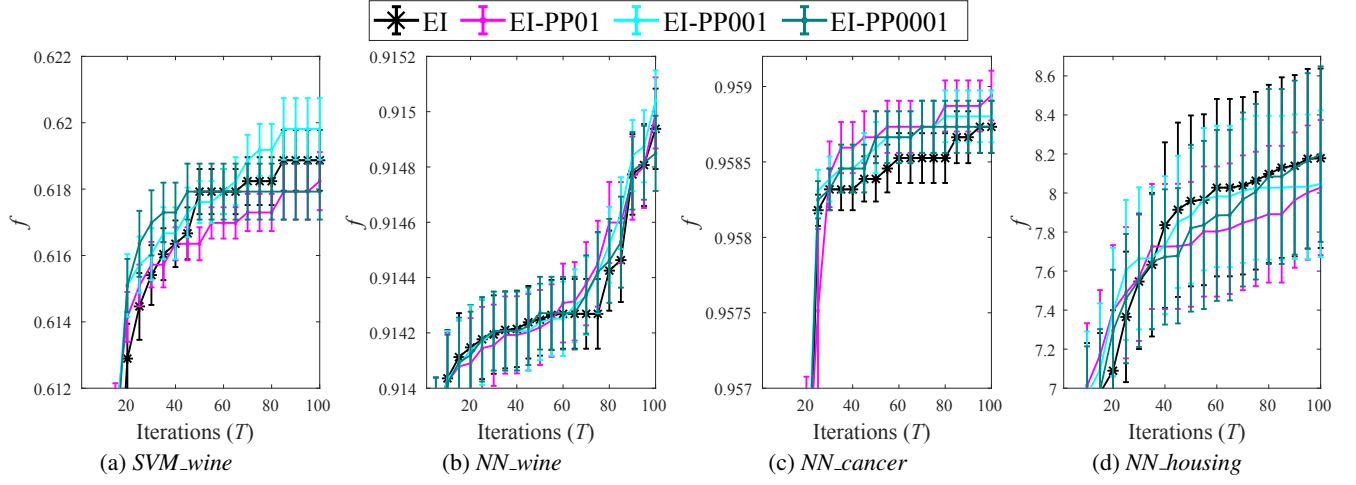 EI EI-PP01 EI-PP001 EI-PP0001
0.622
0.62
0.618
0.616
0.614
0.612
f
20 40 60 80 100
Iterations (T)
(a) SVM_wine
0.9152
0.915
0.9148
0.9146
0.9144
0.9142
0.914
f
20 40 60 80 100
Iterations (T)
(b) NN_wine
0.959
0.9585
0.958
0.9575
0.957
f
20 40 60 80 100
Iterations (T)
(c) NN_cancer
8.6
8.4
8.2
8
7.8
7.6
7.4
7.2
7
f
20 40 60 80 100
Iterations (T)
(d) NN_housing